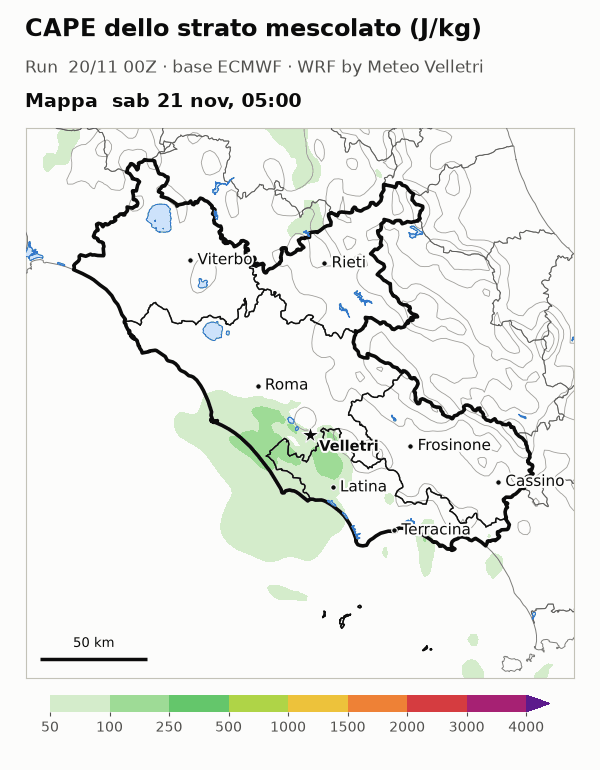 CAPE dello strato mescolato (J/kg)
Run  20/11 00Z · base ECMWF · WRF by Meteo Velletri
Mappa  sab 21 nov, 05:00
Viterbo
Rieti
Roma
Velletri
Frosinone
Latina
Cassino
Terracina
50 km
50 100 250 500 1000 1500 2000 3000 4000